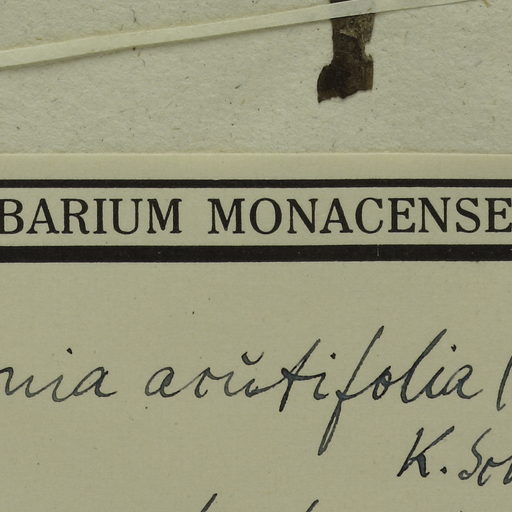 BARIUM MONACENSE
nia acutifolia (
K. Sch